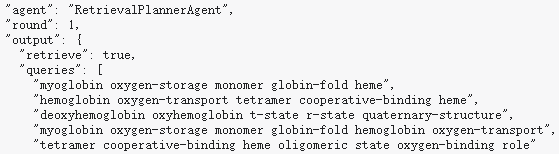 "agent": "RetrievalPlannerAgent",
"round": 1,
"output": {
"retrieve": true,
"queries": [
"myoglobin oxygen-storage monomer globin-fold heme",
"hemoglobin oxygen-transport tetramer cooperative-binding heme",
"deoxyhemoglobin oxyhemoglobin t-state r-state quaternary-structure",
"myoglobin oxygen-storage monomer globin-fold hemoglobin oxygen-transport",
"tetramer cooperative-binding heme oligomeric state oxygen-binding role"